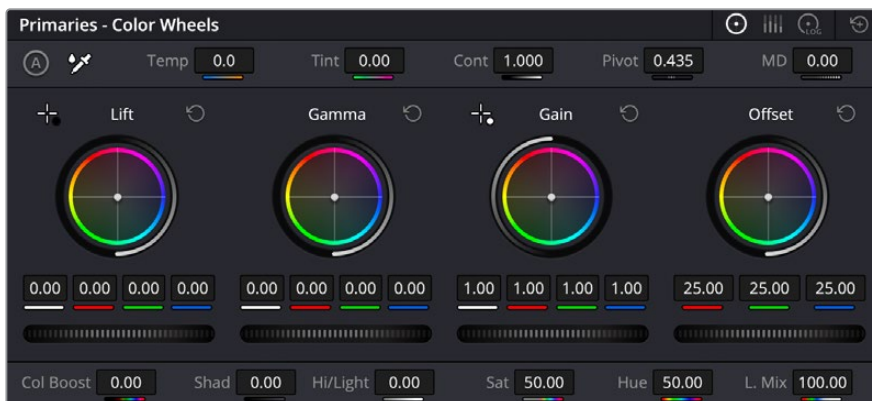 Primaries - Color Wheels
LOG
A Temp 0.0 Tint 0.00 Cont 1.000 Pivot 0.435 MD 0.00
Lift Gamma Gain Offset
0.00 0.00 0.00 0.00 0.00 0.00 0.00 0.00 1.00 1.00 1.00 1.00 25.00 25.00 25.00
Col Boost 0.00 Shad 0.00 Hi/Light 0.00 Sat 50.00 Hue 50.00 L. Mix 100.00